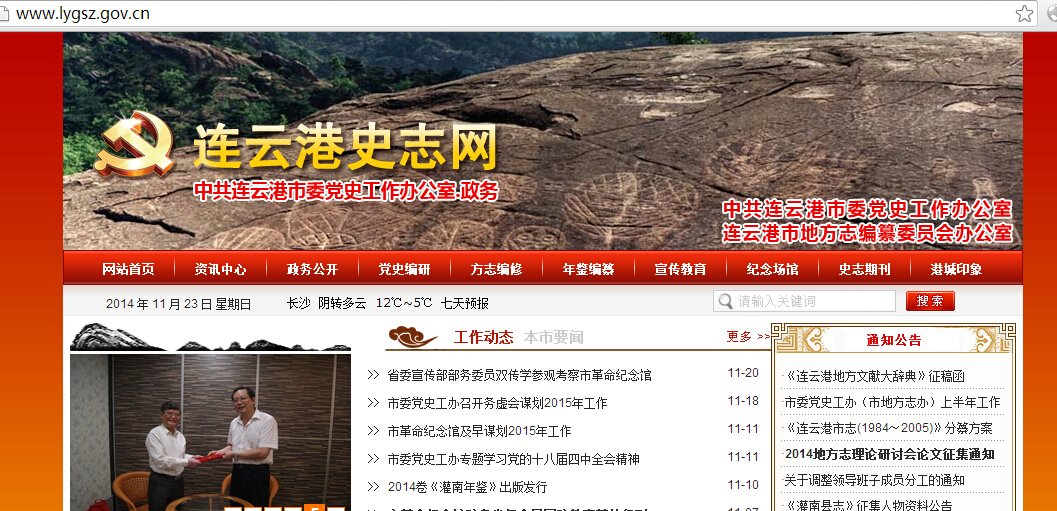 www.lygsz.gov.cn
连云港史志网
中共连云港市委党史工作办公室.政务
中共连云港市委党史工作办公室
连云港市地方志编纂委员会办公室
网站首页 资讯中心 政务公开 党史编研 方志编修 年鉴编纂 宣传教育 纪念场馆 史志期刊 港城印象
2014 年 11 月 23 日 星期日 长沙 阴转多云 12℃~5℃ 七天预报 请输入关键词 搜 索
工作动态 本市要闻 更多 >>
>> 省委宣传部部务委员双传学参观考察市革命纪念馆 11-20
>> 市委党史工办召开务虚会谋划2015年工作 11-18
>> 市革命纪念馆及早谋划2015年工作 11-11
>> 市委党史工办专题学习党的十八届四中全会精神 11-11
>> 2014卷《灌南年鉴》出版发行 11-10
5
通知公告
·《连云港地方文献大辞典》征稿函
·市委党史工办（市地方志办）上半年工作
·《连云港市志(1984～2005)》分纂方案
·2014地方志理论研讨会论文征集通知
·关于调整领导班子成员分工的通知
·《灌南县志》征集人物资料公告